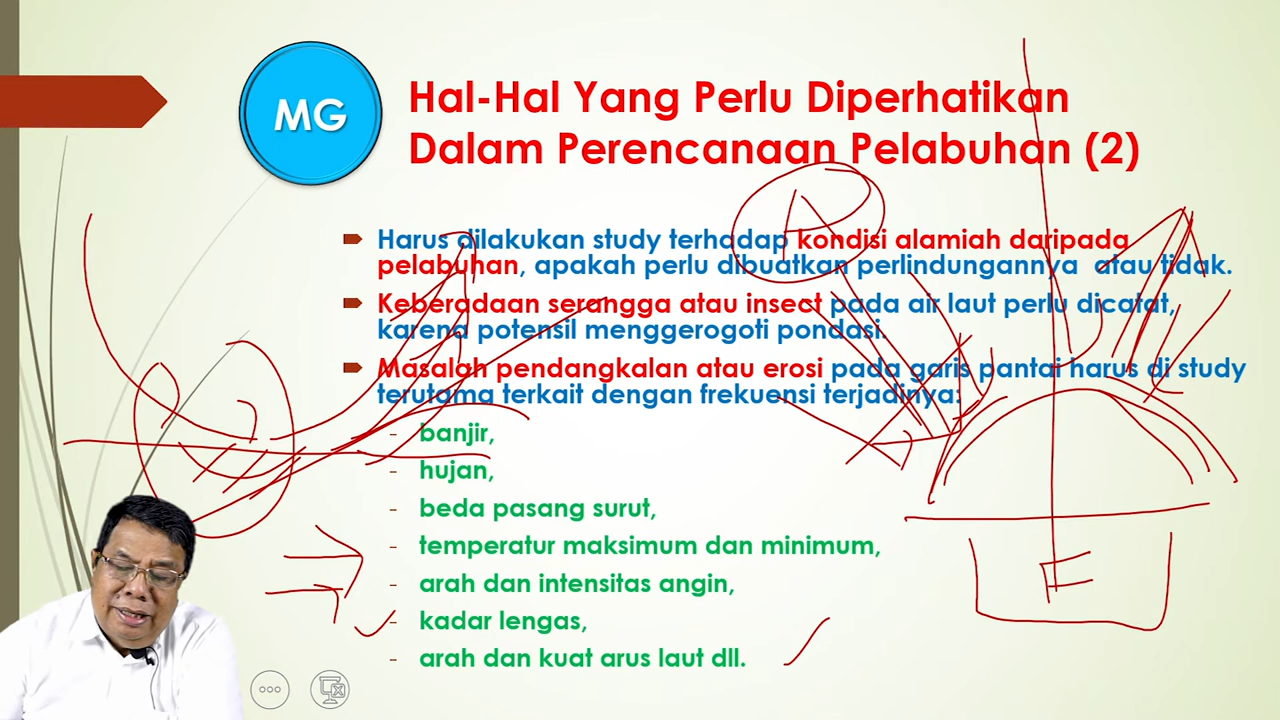 MG
Hal-Hal Yang Perlu Diperhatikan
Dalam Perencanaan Pelabuhan (2)
Harus dilakukan study terhadap kondisi alamiah daripada
pelabuhan, apakah perlu dibuatkan perlindungannya atau tidak.
Keberadaan serangga atau insect pada air laut perlu dicatat,
karena potensil menggerogoti pondasi.
Masalah pendangkalan atau erosi pada garis pantai harus di study
terutama terkait dengan frekuensi terjadinya:
- banjir,
- hujan,
- beda pasang surut,
- temperatur maksimum dan minimum,
- arah dan intensitas angin,
- kadar lengas,
- arah dan kuat arus laut dll.
A
E